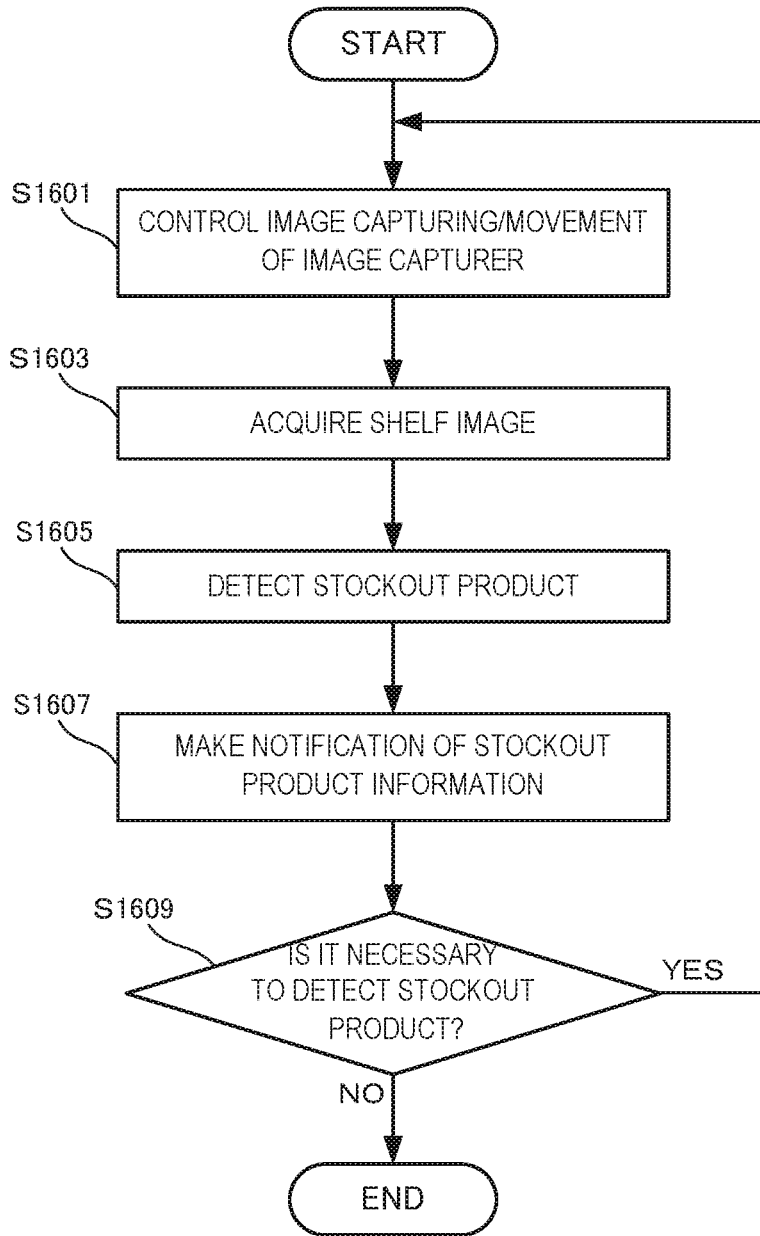 START
S1601
CONTROL IMAGE CAPTURING/MOVEMENT
OF IMAGE CAPTURER
S1603
ACQUIRE SHELF IMAGE
S1605
DETECT STOCKOUT PRODUCT
S1607
MAKE NOTIFICATION OF STOCKOUT
PRODUCT INFORMATION
S1609
IS IT NECESSARY
TO DETECT STOCKOUT
PRODUCT?
YES
NO
END